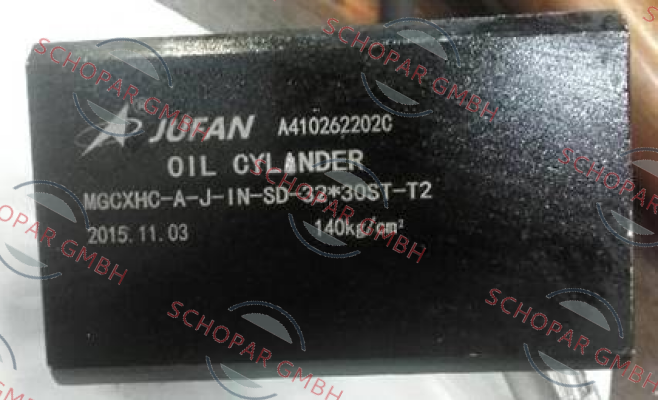 JUFAN A410262202C
OIL CYLANDER
MGCXHC-A-J-IN-SD-32*30ST-T2
2015.11.03 140kg/cm²
SCHOPAR GMBH
SCHOPAR GMBH
SCHOPAR GMBH
SCHOPAR GMBH
SCHOPAR GMBH
SCHOPAR GMBH
SCHOPAR GMBH